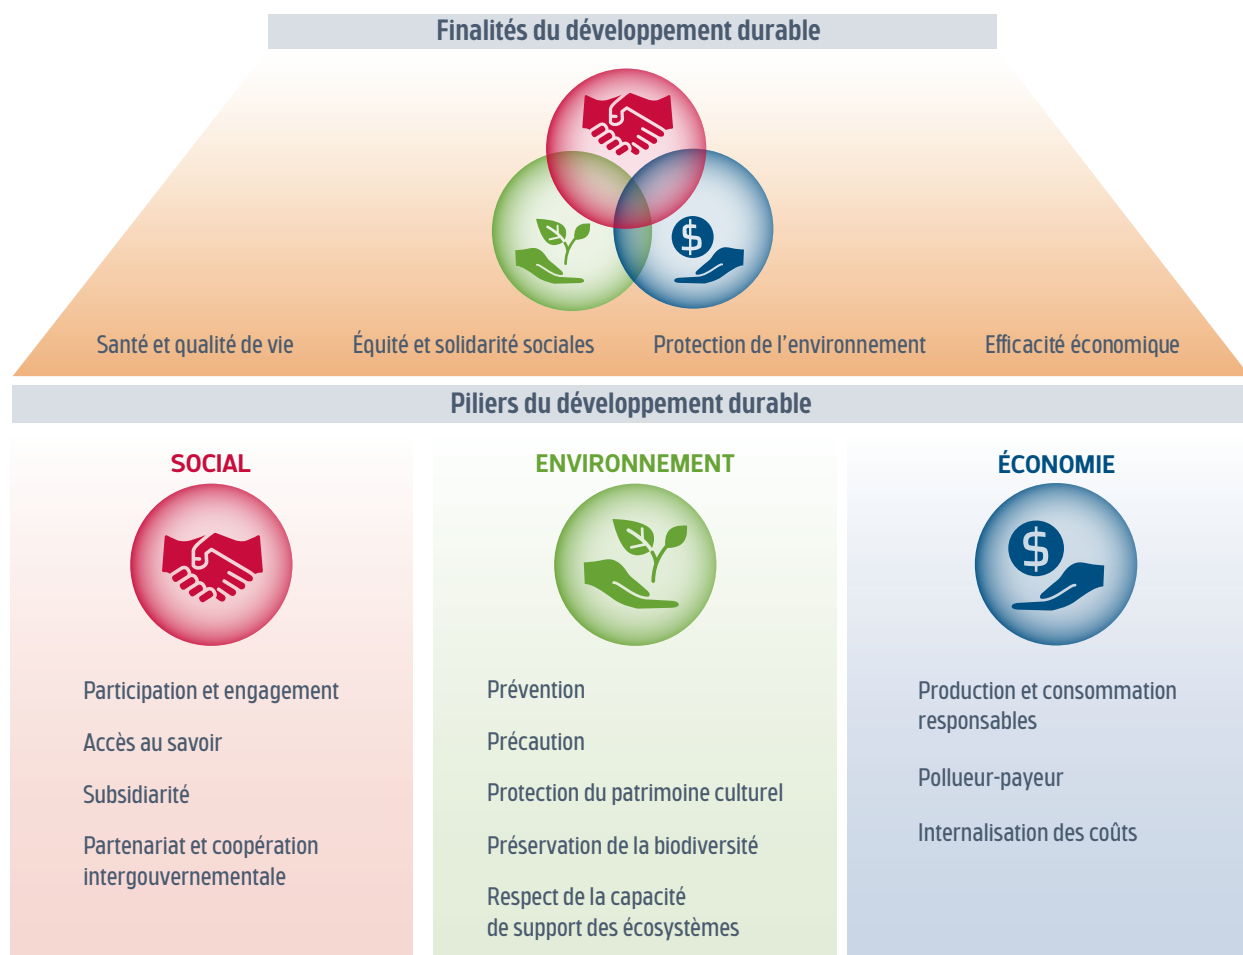 Finalités du développement durable
$
Santé et qualité de vie
Équité et solidarité sociales
Protection de l’environnement
Efficacité économique
Piliers du développement durable
SOCIAL
Participation et engagement
Accès au savoir
Subsidiarité
Partenariat et coopération
intergouvernementale
ENVIRONNEMENT
Prévention
Précaution
Protection du patrimoine culturel
Préservation de la biodiversité
Respect de la capacité
de support des écosystèmes
ÉCONOMIE
$
Production et consommation
responsables
Pollueur-payeur
Internalisation des coûts